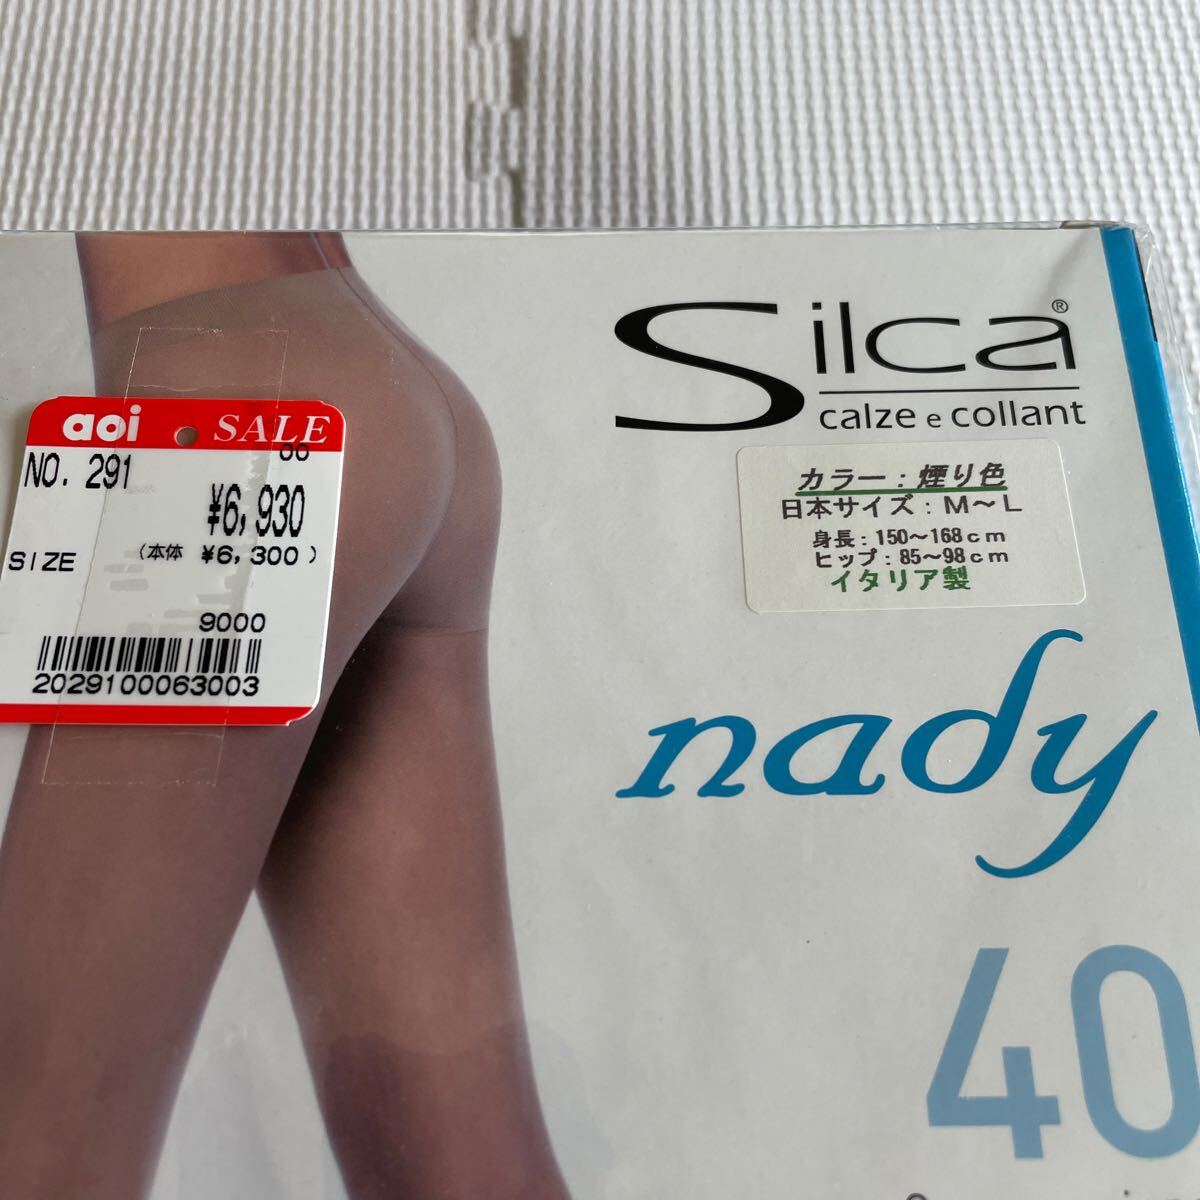 aoi SALE
00
NO. 291
¥6,930
SIZE (本体 ¥6,300)
9000
2029100063003
Silca®
calze e collant
カラー：煙り色
日本サイズ：M～L
身長：150～168cm
ヒップ：85～98cm
イタリア製
nady
40